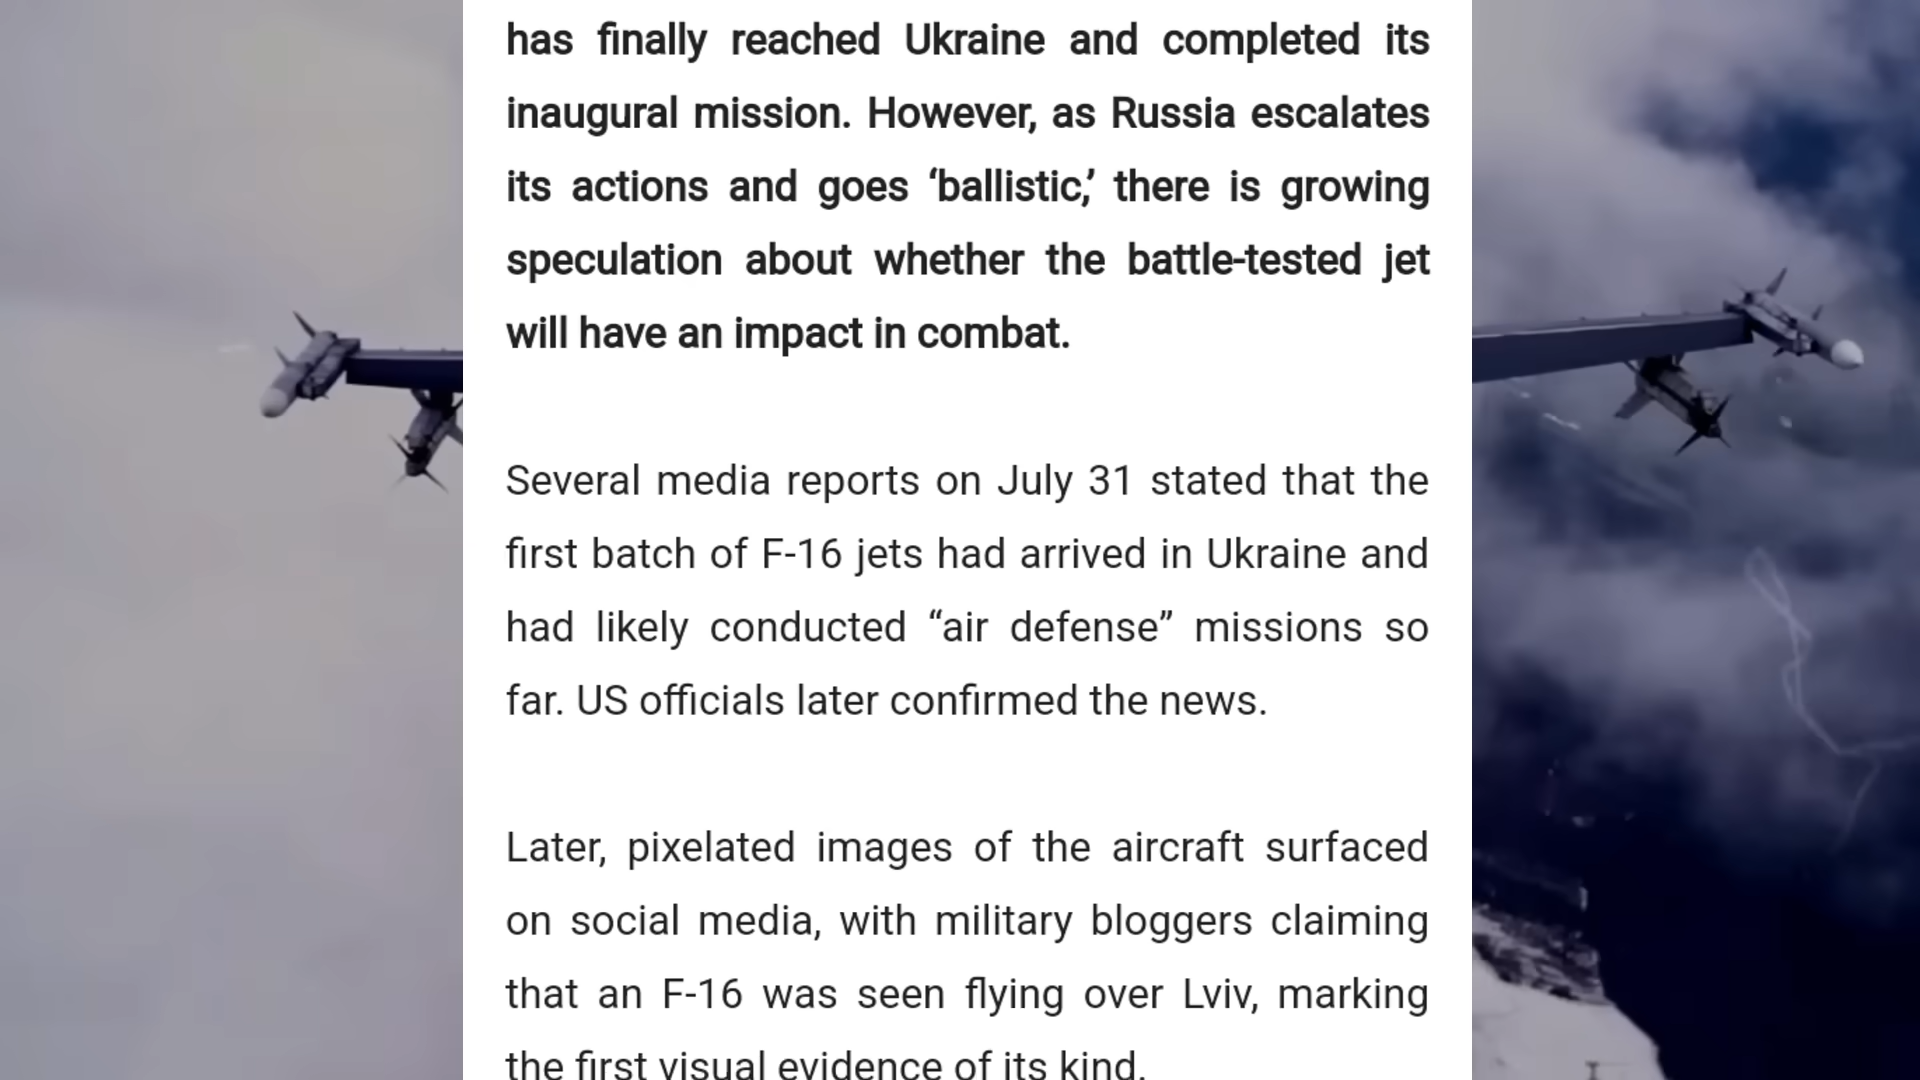 has finally reached Ukraine and completed its
inaugural mission. However, as Russia escalates
its actions and goes ‘ballistic,’ there is growing
speculation about whether the battle-tested jet
will have an impact in combat.
Several media reports on July 31 stated that the
first batch of F-16 jets had arrived in Ukraine and
had likely conducted “air defense” missions so
far. US officials later confirmed the news.
Later, pixelated images of the aircraft surfaced
on social media, with military bloggers claiming
that an F-16 was seen flying over Lviv, marking
the first visual evidence of its kind.